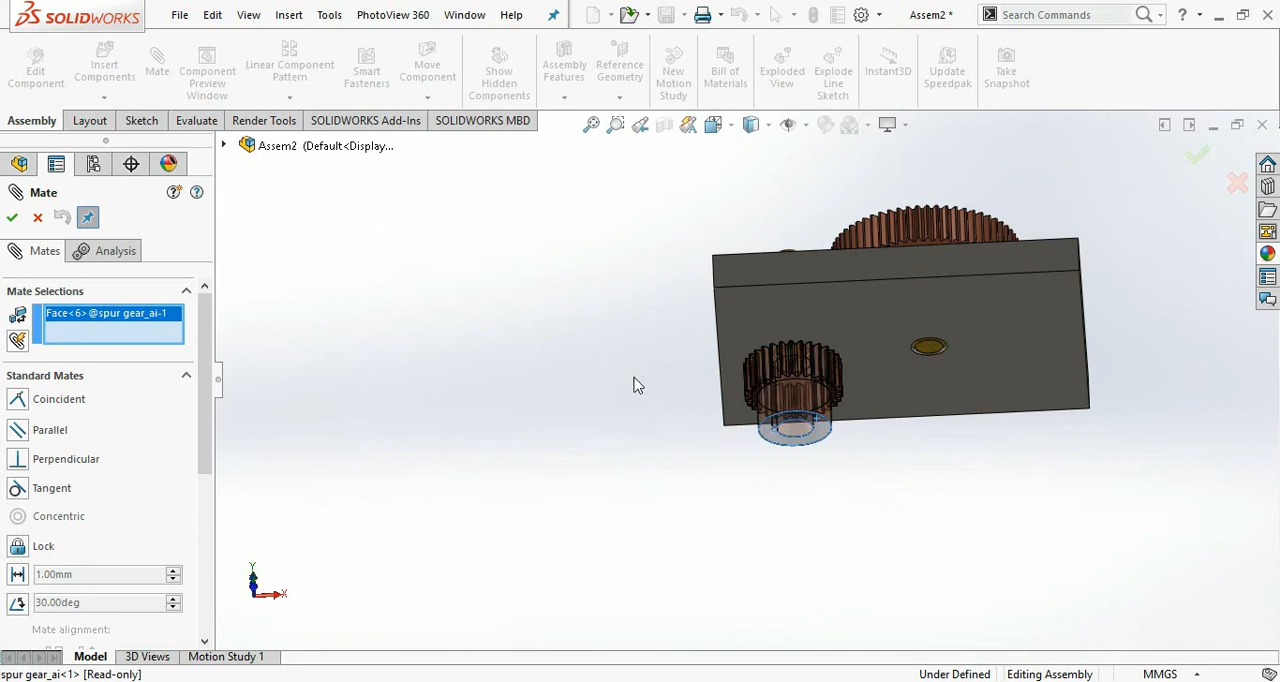 SOLIDWORKS
File Edit View Insert Tools PhotoView 360 Window Help
Assem2 *
Search Commands
?
Edit Component
Insert Components
Mate
Component Preview Window
Linear Component Pattern
Smart Fasteners
Move Component
Show Hidden Components
Assembly Features
Reference Geometry
New Motion Study
Bill of Materials
Exploded View
Explode Line Sketch
Instant3D
Update Speedpak
Take Snapshot
Assembly Layout Sketch Evaluate Render Tools SOLIDWORKS Add-Ins SOLIDWORKS MBD
Assem2 (Default<Display...
Mate
Mates Analysis
Mate Selections
Face<6>@spur gear_ai-1
Standard Mates
Coincident
Parallel
Perpendicular
Tangent
Concentric
Lock
1.00mm
30.00deg
Mate alignment:
Y
X
Model 3D Views Motion Study 1
spur gear_ai<1> [Read-only]
Under Defined Editing Assembly MMGS